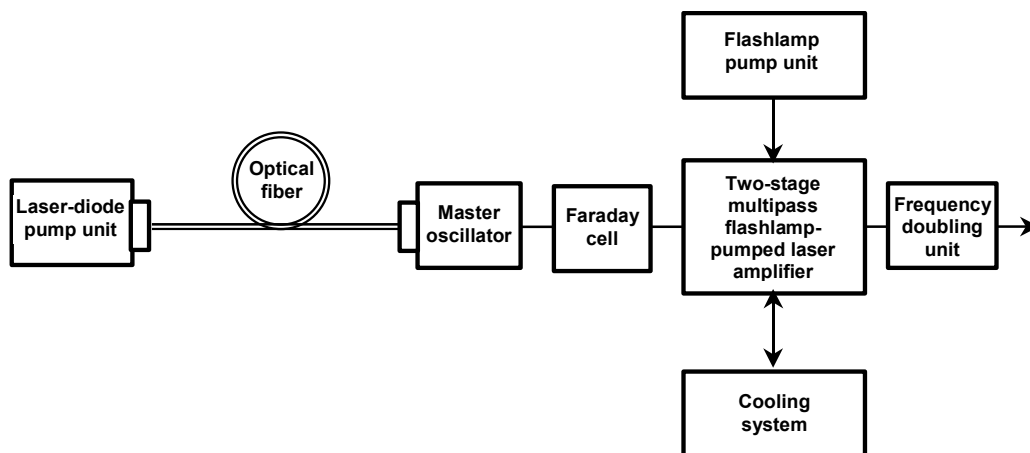 Flashlamp
pump unit
Optical
fiber
Laser-diode
pump unit
Master
oscillator
Faraday
cell
Two-stage
multipass
flashlamp-
pumped laser
amplifier
Frequency
doubling
unit
Cooling
system